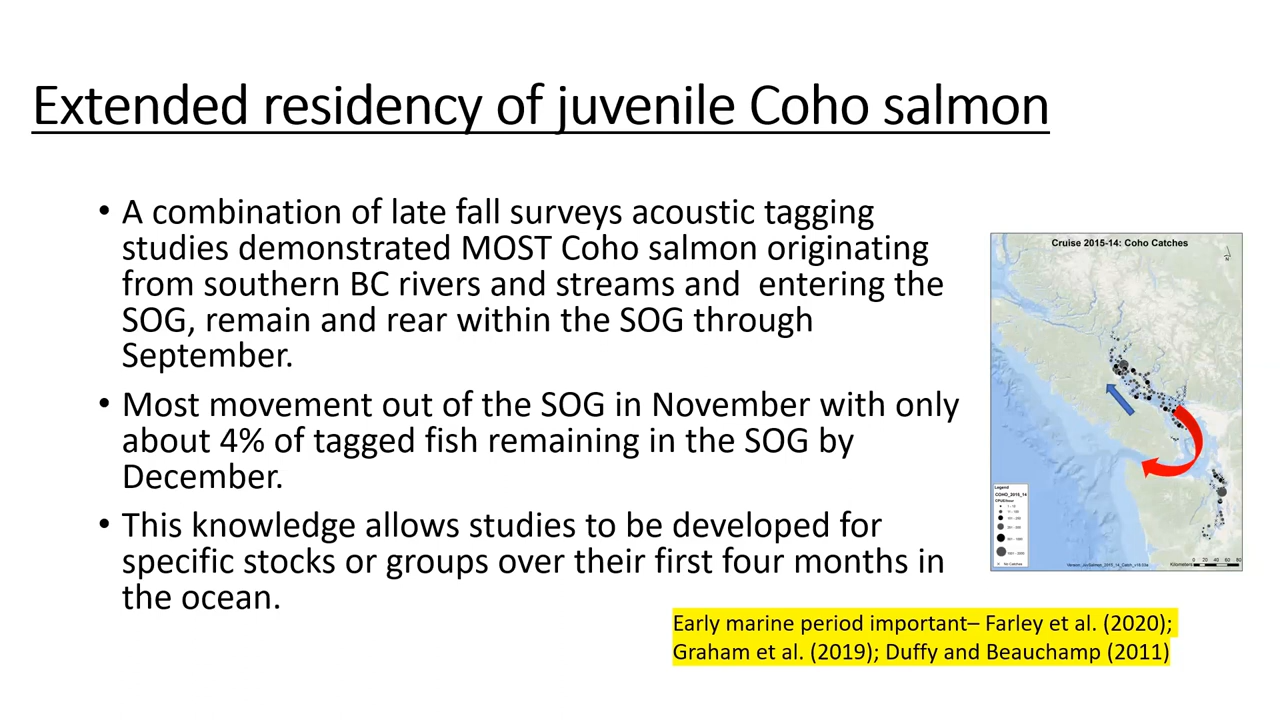 Extended residency of juvenile Coho salmon
• A combination of late fall surveys acoustic tagging
studies demonstrated MOST Coho salmon originating
from southern BC rivers and streams and  entering the
SOG, remain and rear within the SOG through
September.
• Most movement out of the SOG in November with only
about 4% of tagged fish remaining in the SOG by
December.
• This knowledge allows studies to be developed for
specific stocks or groups over their first four months in
the ocean.
Cruise 2015-14: Coho Catches
N
Legend
COHO_2015_14
Kilometers
Early marine period important– Farley et al. (2020);
Graham et al. (2019); Duffy and Beauchamp (2011)